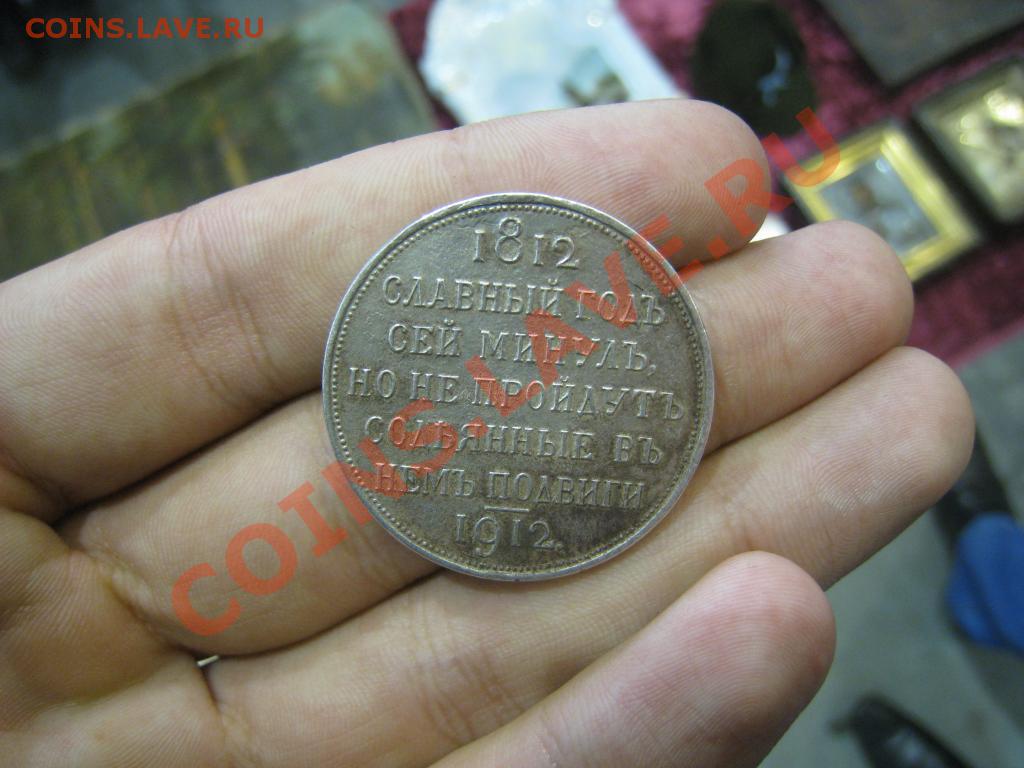 COINS.LAVE.RU
1812
СЛАВНЫЙ ГОДЪ
СЕЙ МИНУЛЪ,
НО НЕ ПРОЙДУТЪ
СОДѢЯННЫЕ ВЪ
НЕМЪ ПОДВИГИ
1912.
COINS.LAVE.RU